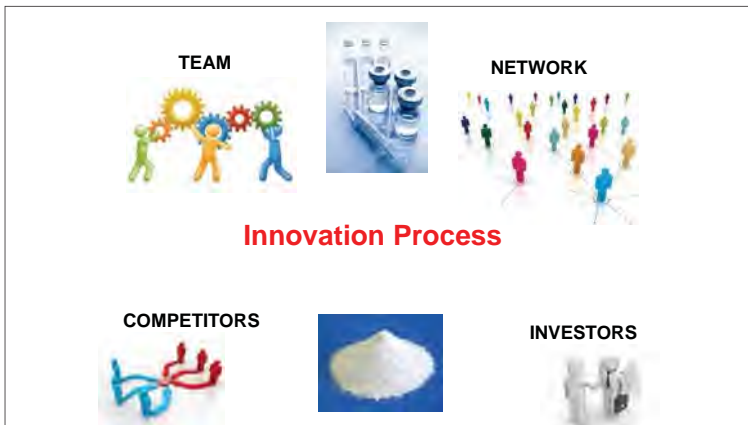 TEAM
NETWORK
Innovation Process
COMPETITORS
INVESTORS